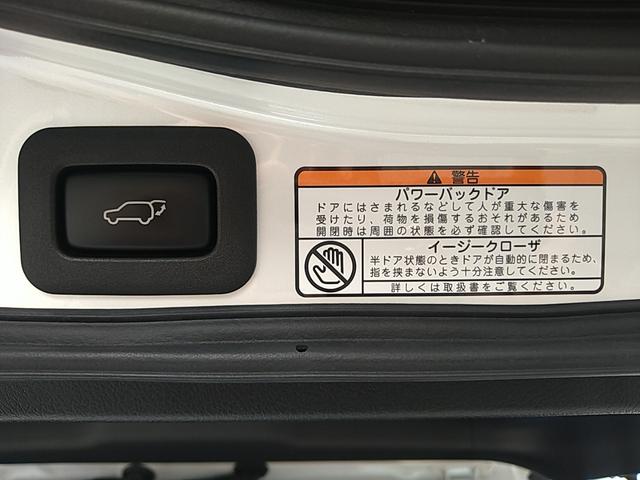 警告
パワーバックドア
ドアにはさまれるなどして人が重大な傷害を
受けたり、荷物を損傷するおそれがあるため
開閉時は周囲の状態を必ず確認してください。
イージークローザ
半ドア状態のときドアが自動的に閉まるため、
指を挟まないよう十分注意してください。
詳しくは取扱書をご覧ください。